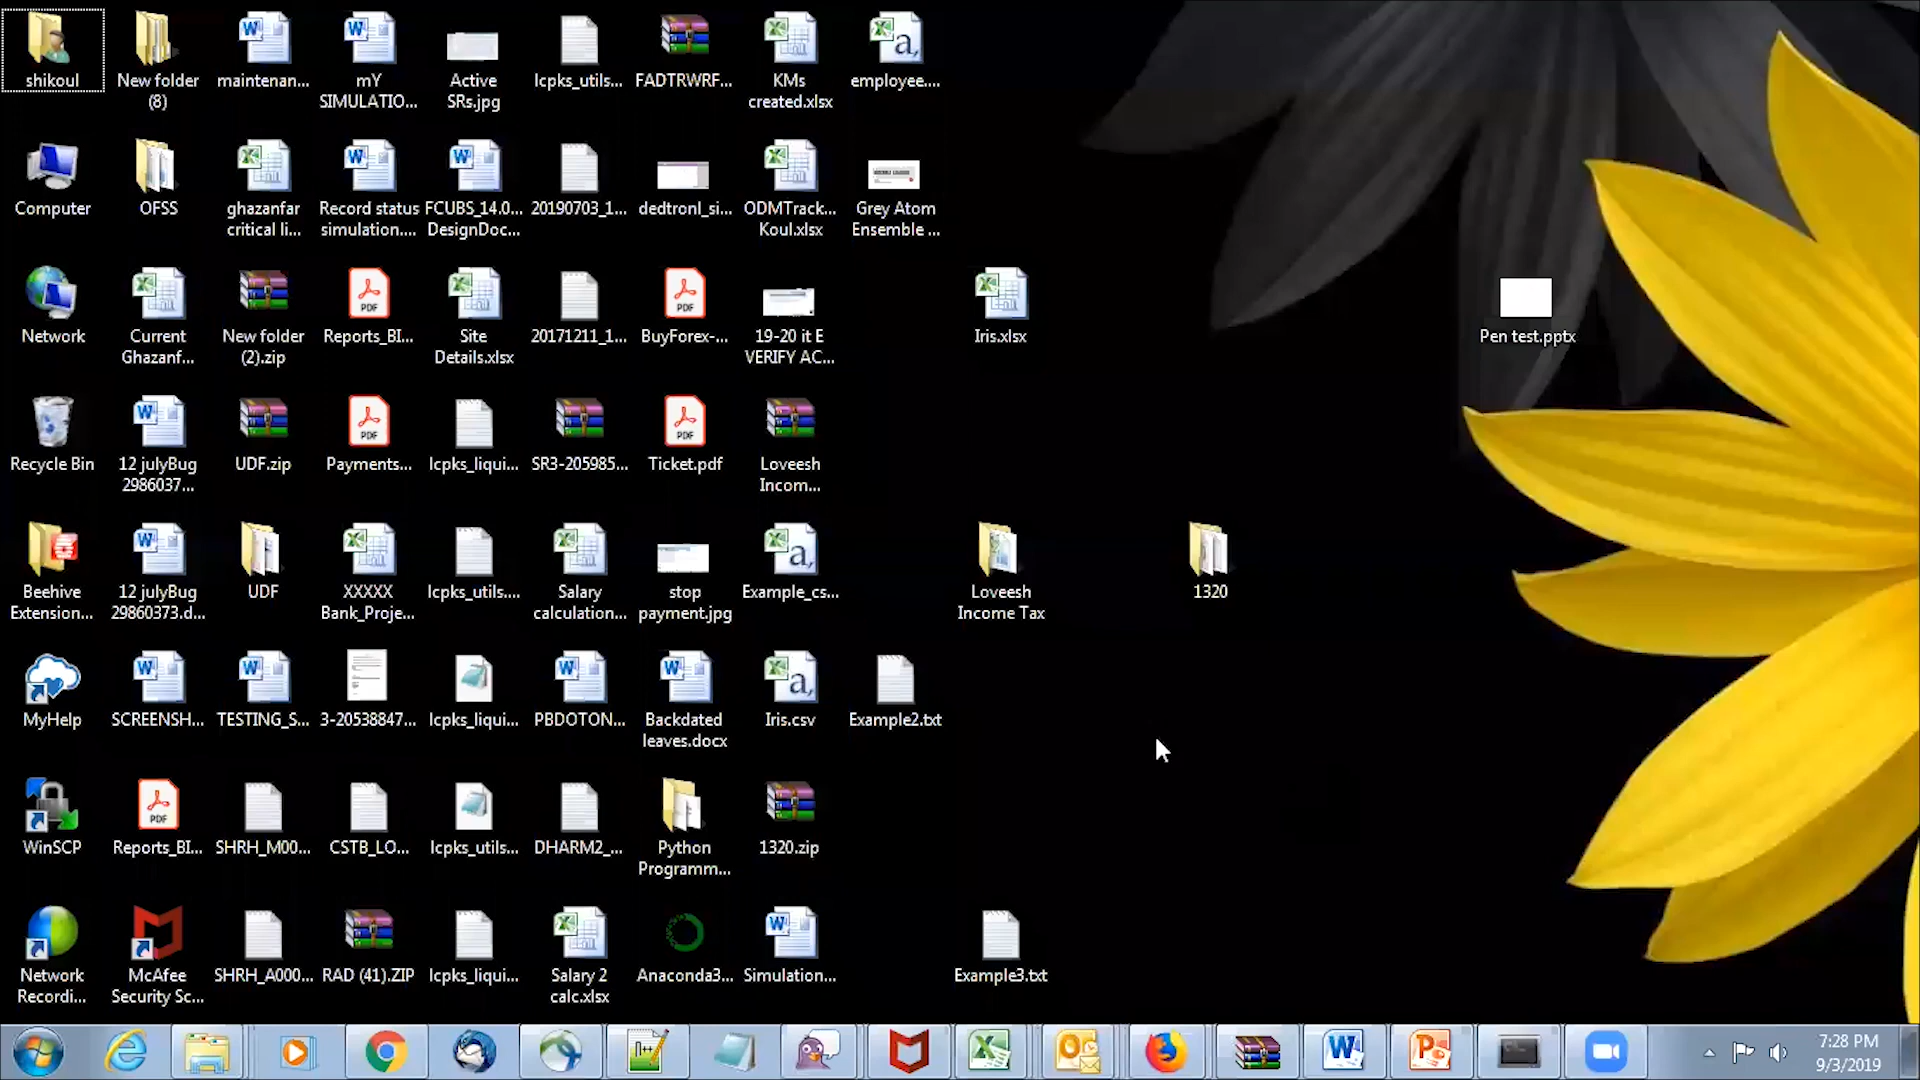 shikoul
New folder
(8)
maintenan...
mY
SIMULATIO...
Active
SRs.jpg
lcpks_utils...
FADTRWRF...
KMs
created.xlsx
employee....
Computer
OFSS
ghazanfar
critical li...
Record status
simulation....
FCUBS_14.0...
DesignDoc...
20190703_1...
dedtronl_si...
ODMTrack...
Koul.xlsx
Grey Atom
Ensemble ...
Network
Current
Ghazanf...
New folder
(2).zip
Reports_BI...
Site
Details.xlsx
20171211_1...
BuyForex-...
19-20 it E
VERIFY AC...
Iris.xlsx
Pen test.pptx
Recycle Bin
12 julyBug
2986037...
UDF.zip
Payments...
lcpks_liqui...
SR3-205985...
Ticket.pdf
Loveesh
Incom...
Beehive
Extension...
12 julyBug
29860373.d...
UDF
XXXXX
Bank_Proje...
lcpks_utils....
Salary
calculation...
stop
payment.jpg
Example_cs...
Loveesh
Income Tax
1320
MyHelp
SCREENSH...
TESTING_S...
3-20538847...
lcpks_liqui...
PBDOTON...
Backdated
leaves.docx
Iris.csv
Example2.txt
WinSCP
Reports_BI...
SHRH_M00...
CSTB_LO...
lcpks_utils...
DHARM2_...
Python
Programm...
1320.zip
Network
Recordi...
McAfee
Security Sc...
SHRH_A000...
RAD (41).ZIP
lcpks_liqui...
Salary 2
calc.xlsx
Anaconda3...
Simulation...
Example3.txt
7:28 PM
9/3/2019